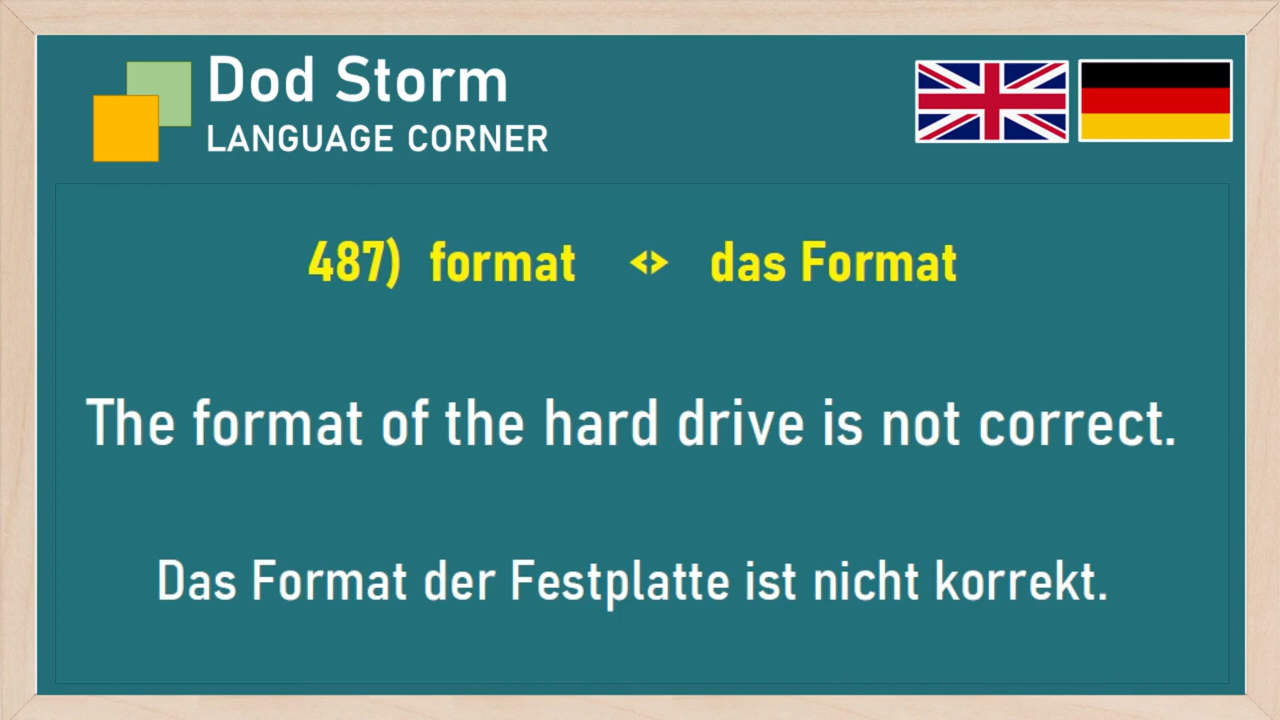 Dod Storm
LANGUAGE CORNER
487) format <> das Format
The format of the hard drive is not correct.
Das Format der Festplatte ist nicht korrekt.